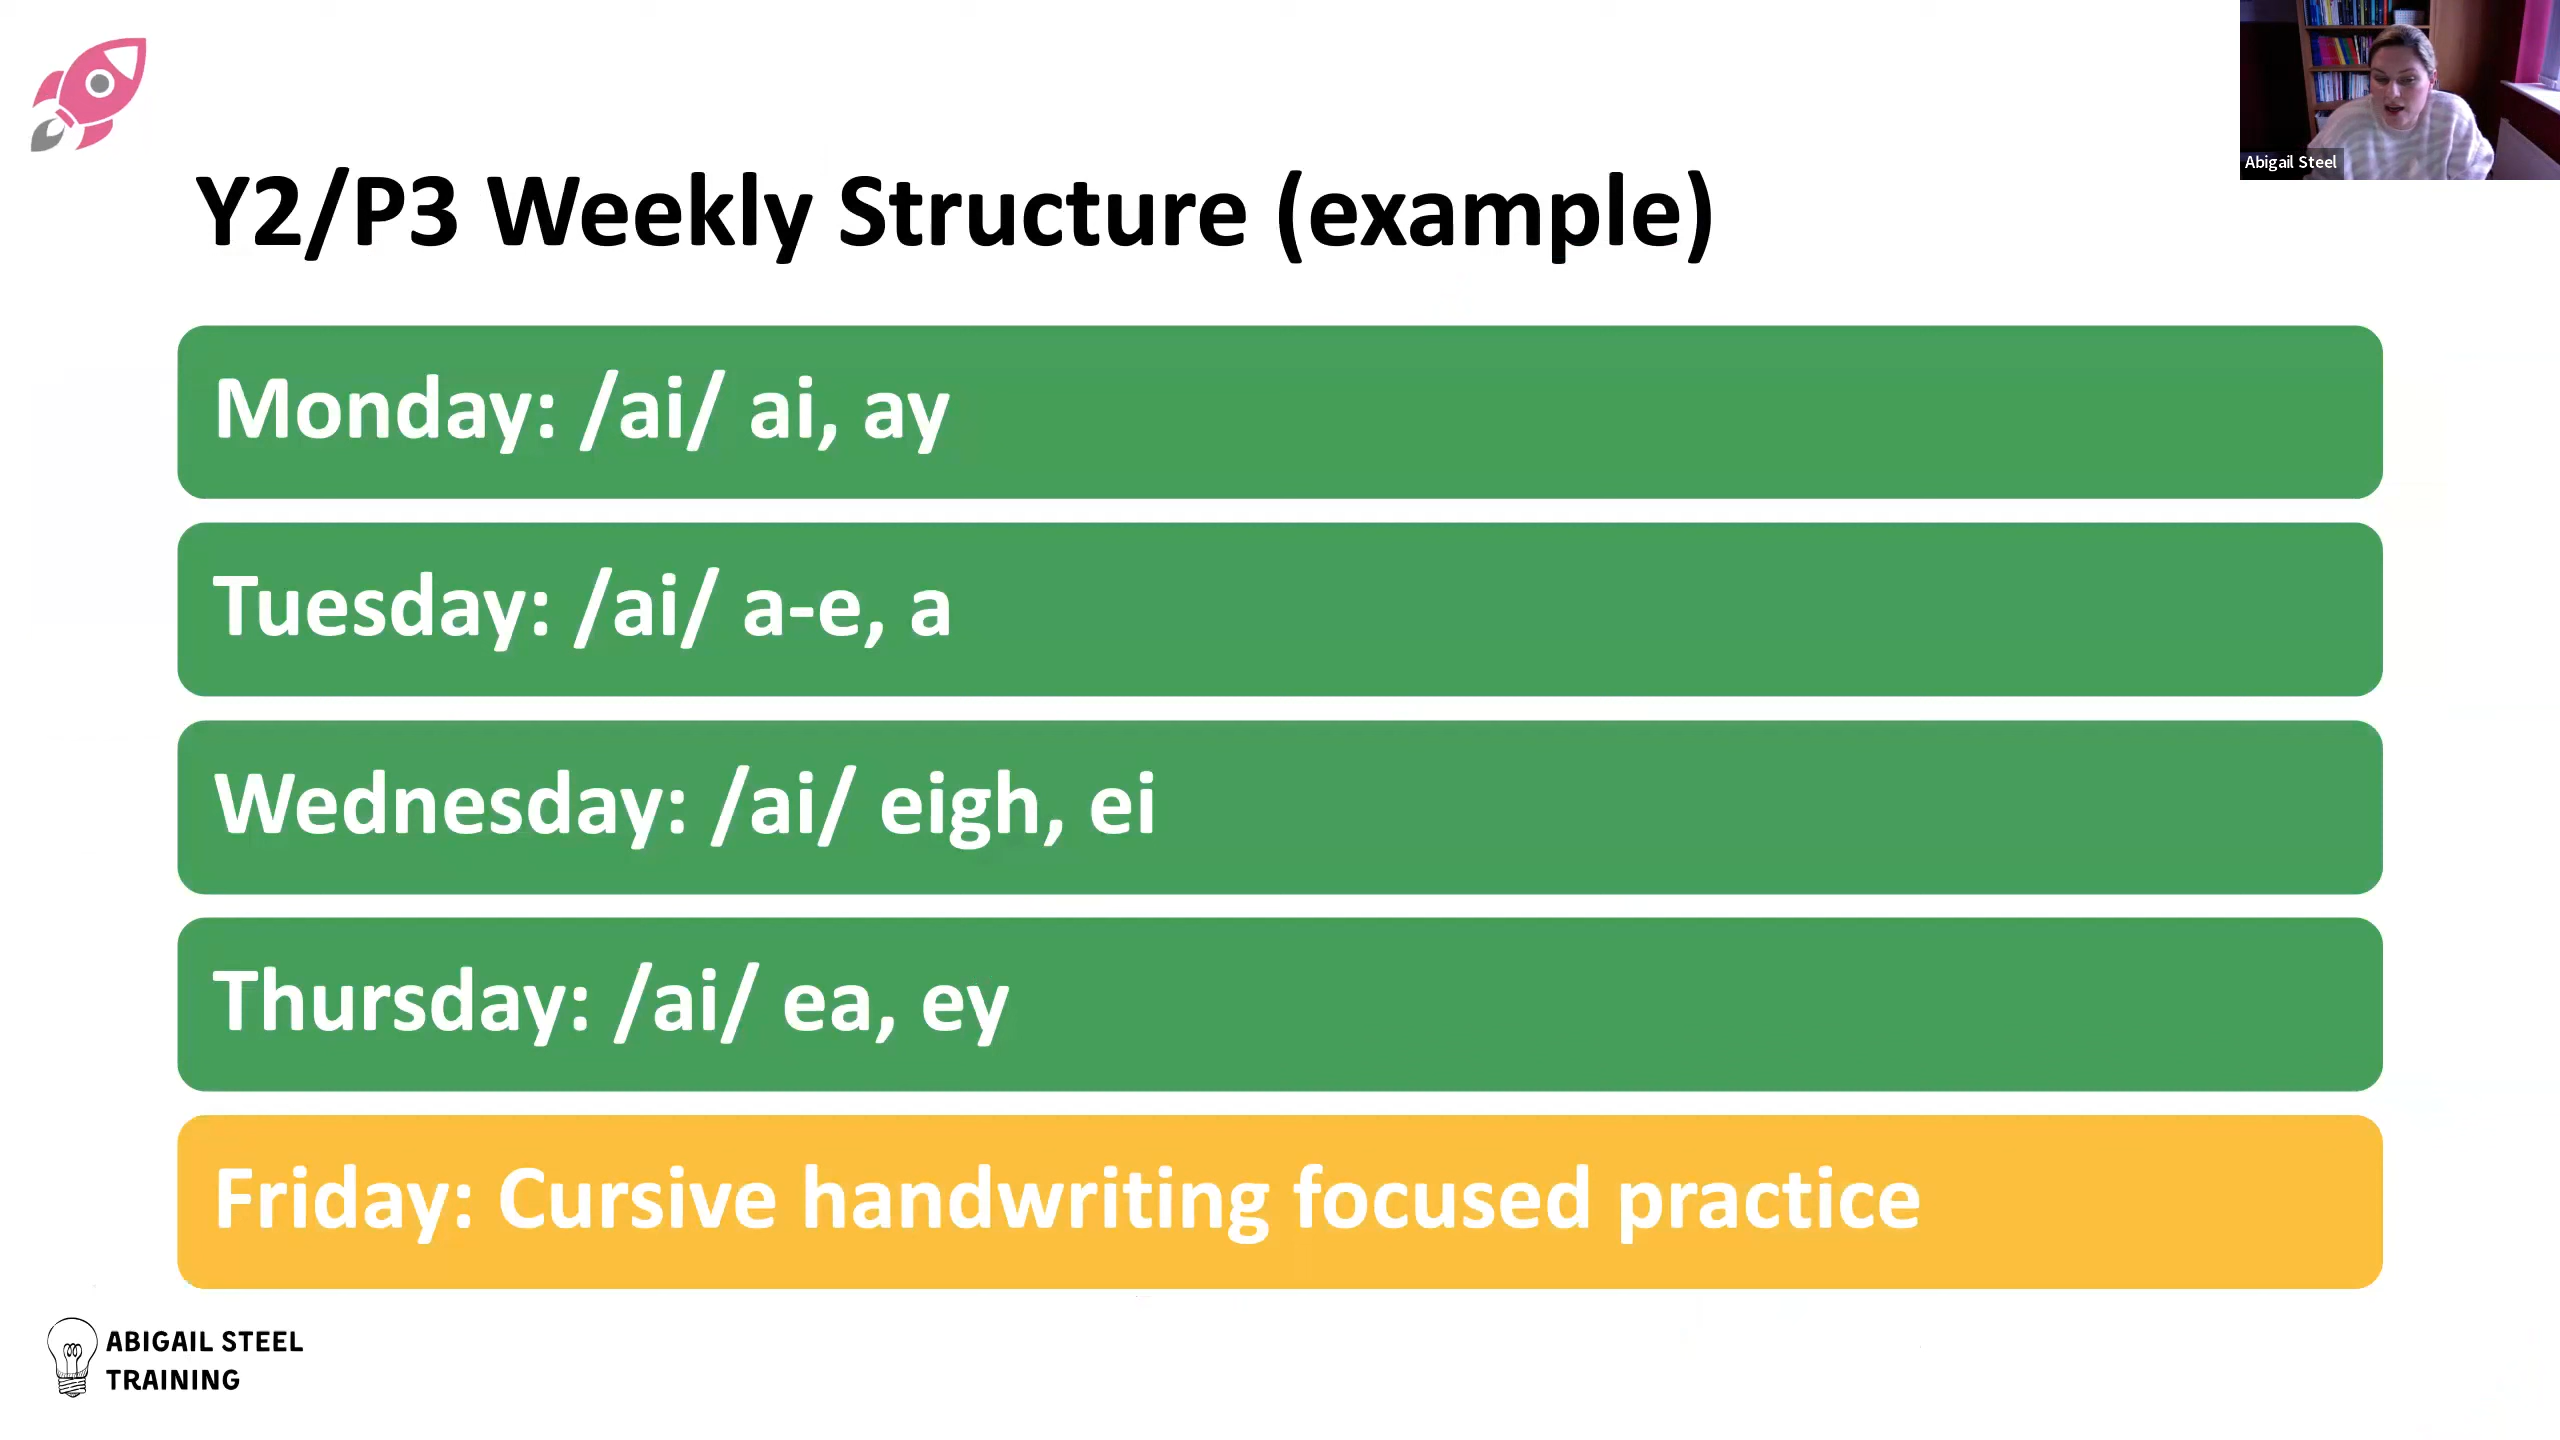 Abigail Steel
Y2/P3 Weekly Structure (example)
Monday: /ai/ ai, ay
Tuesday: /ai/ a-e, a
Wednesday: /ai/ eigh, ei
Thursday: /ai/ ea, ey
Friday: Cursive handwriting focused practice
ABIGAIL STEEL
TRAINING